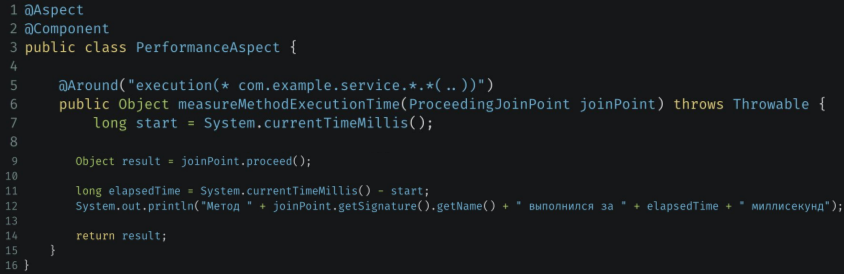 1 @Aspect
2 @Component
3 public class PerformanceAspect {
4
5 @Around("execution(* com.example.service.*.*(..))")
6 public Object measureMethodExecutionTime(ProceedingJoinPoint joinPoint) throws Throwable {
7 long start = System.currentTimeMillis();
8
9 Object result = joinPoint.proceed();
10
11 long elapsedTime = System.currentTimeMillis() - start;
12 System.out.println("Метод " + joinPoint.getSignature().getName() + " выполнился за " + elapsedTime + " миллисекунд");
13
14 return result;
15 }
16 }